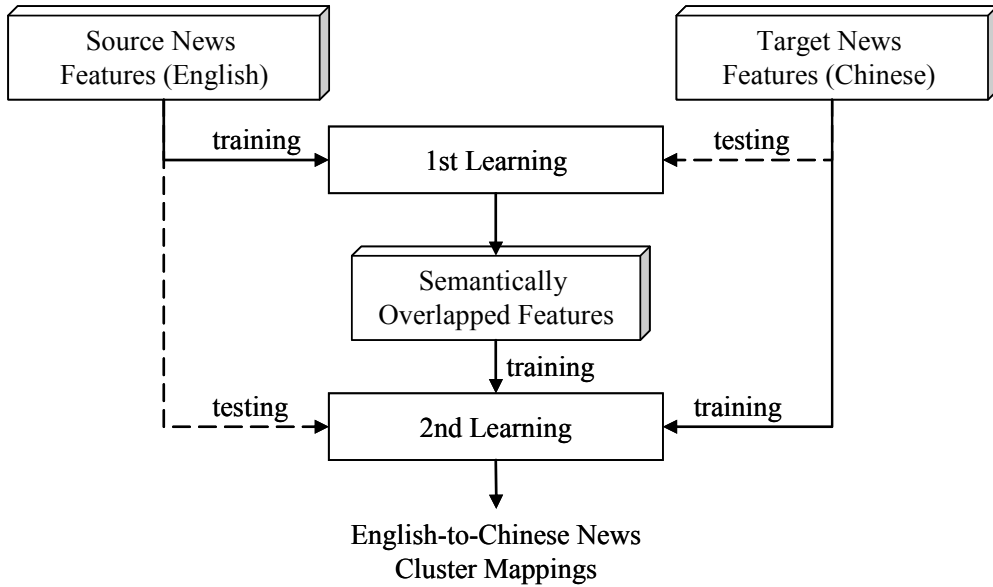 Source News
Features (English)
Target News
Features (Chinese)
training
testing
1st Learning
Semantically
Overlapped Features
training
testing
training
2nd Learning
English-to-Chinese News
Cluster Mappings